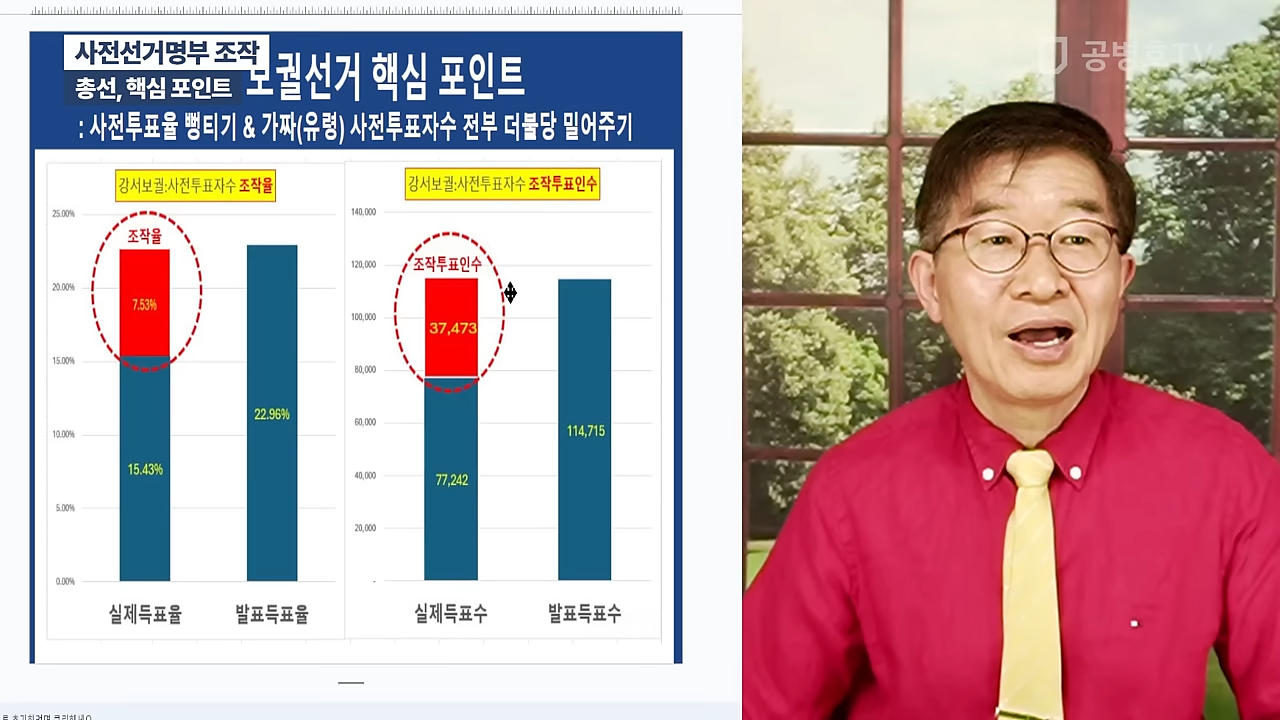 사전선거명부 조작
총선, 핵심 포인트
보궐선거 핵심 포인트
: 사전투표율 뻥티기 & 가짜(유령) 사전투표자수 전부 더불당 밀어주기
강서보궐:사전투표자수 조작율
25.00%
20.00%
15.00%
10.00%
5.00%
0.00%
조작율
7.53%
15.43%
22.96%
실제득표율
발표득표율
강서보궐:사전투표자수 조작투표인수
140,000
120,000
100,000
80,000
60,000
40,000
20,000
-
조작투표인수
37,473
77,242
114,715
실제득표수
발표득표수
공병호TV